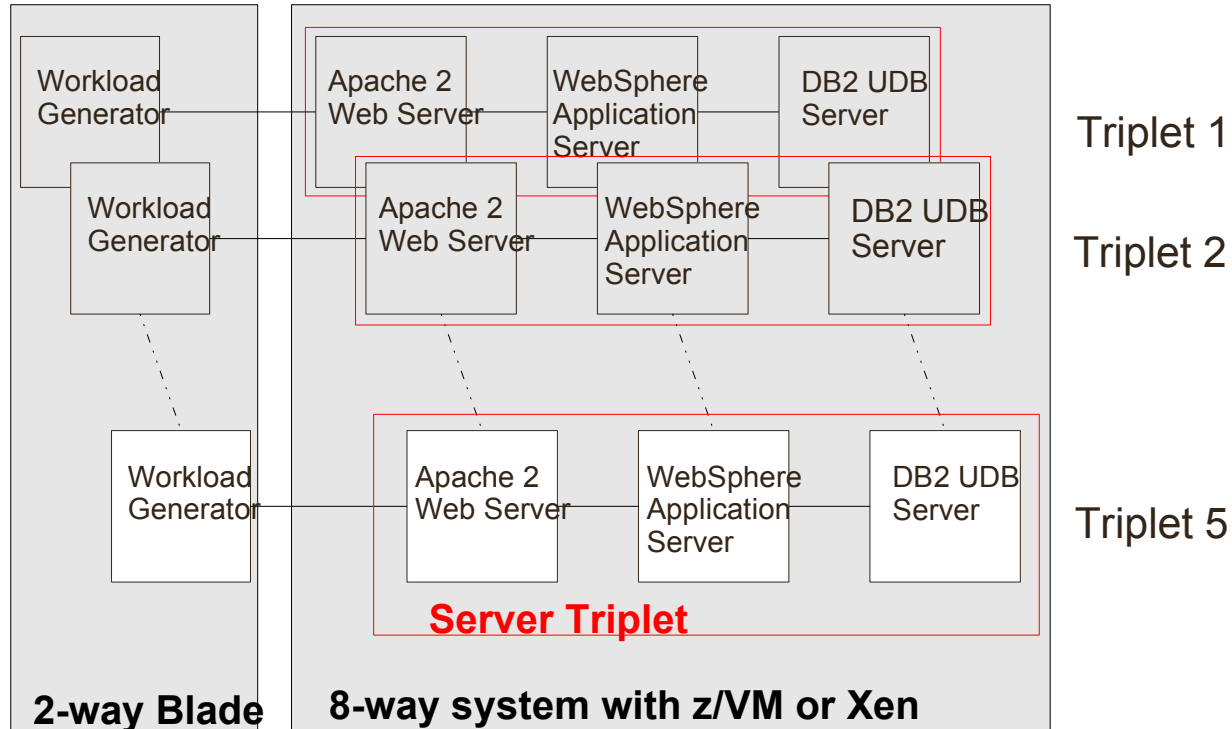 Workload
Generator
Apache 2
Web Server
WebSphere
Application
Server
DB2 UDB
Server
Triplet 1
Workload
Generator
Apache 2
Web Server
WebSphere
Application
Server
DB2 UDB
Server
Triplet 2
Workload
Generator
Apache 2
Web Server
WebSphere
Application
Server
DB2 UDB
Server
Triplet 5
Server Triplet
2-way Blade
8-way system with z/VM or Xen